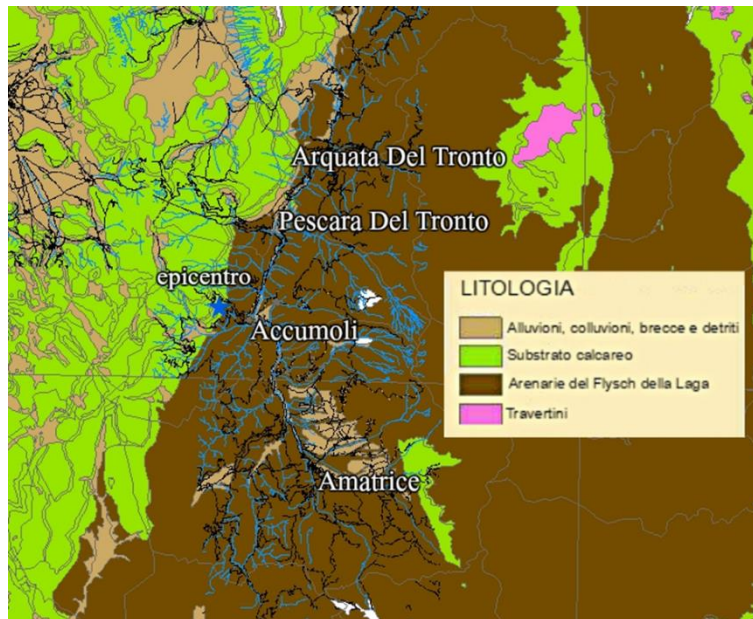 Arquata Del Tronto
Pescara Del Tronto
epicentro
Accumoli
Amatrice
LITOLOGIA
Alluvioni, colluvioni, brecce e detriti
Substrato calcareo
Arenarie del Flysch della Laga
Travertini